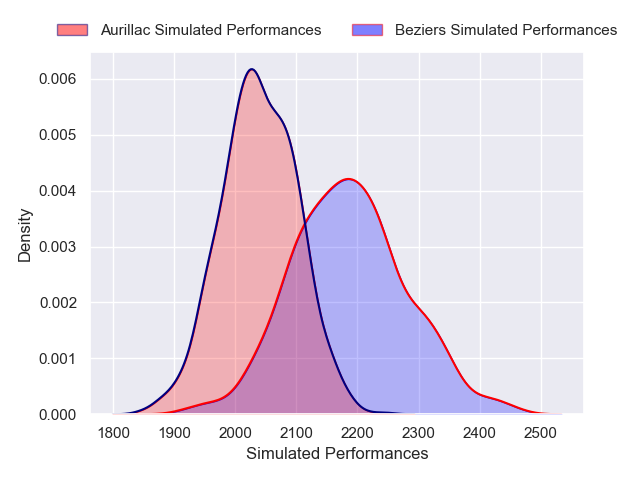 Aurillac Simulated Performances Beziers Simulated Performances
0.006
0.005
0.004
0.003
0.002
0.001
0.000
Density
1800 1900 2000 2100 2200 2300 2400 2500
Simulated Performances